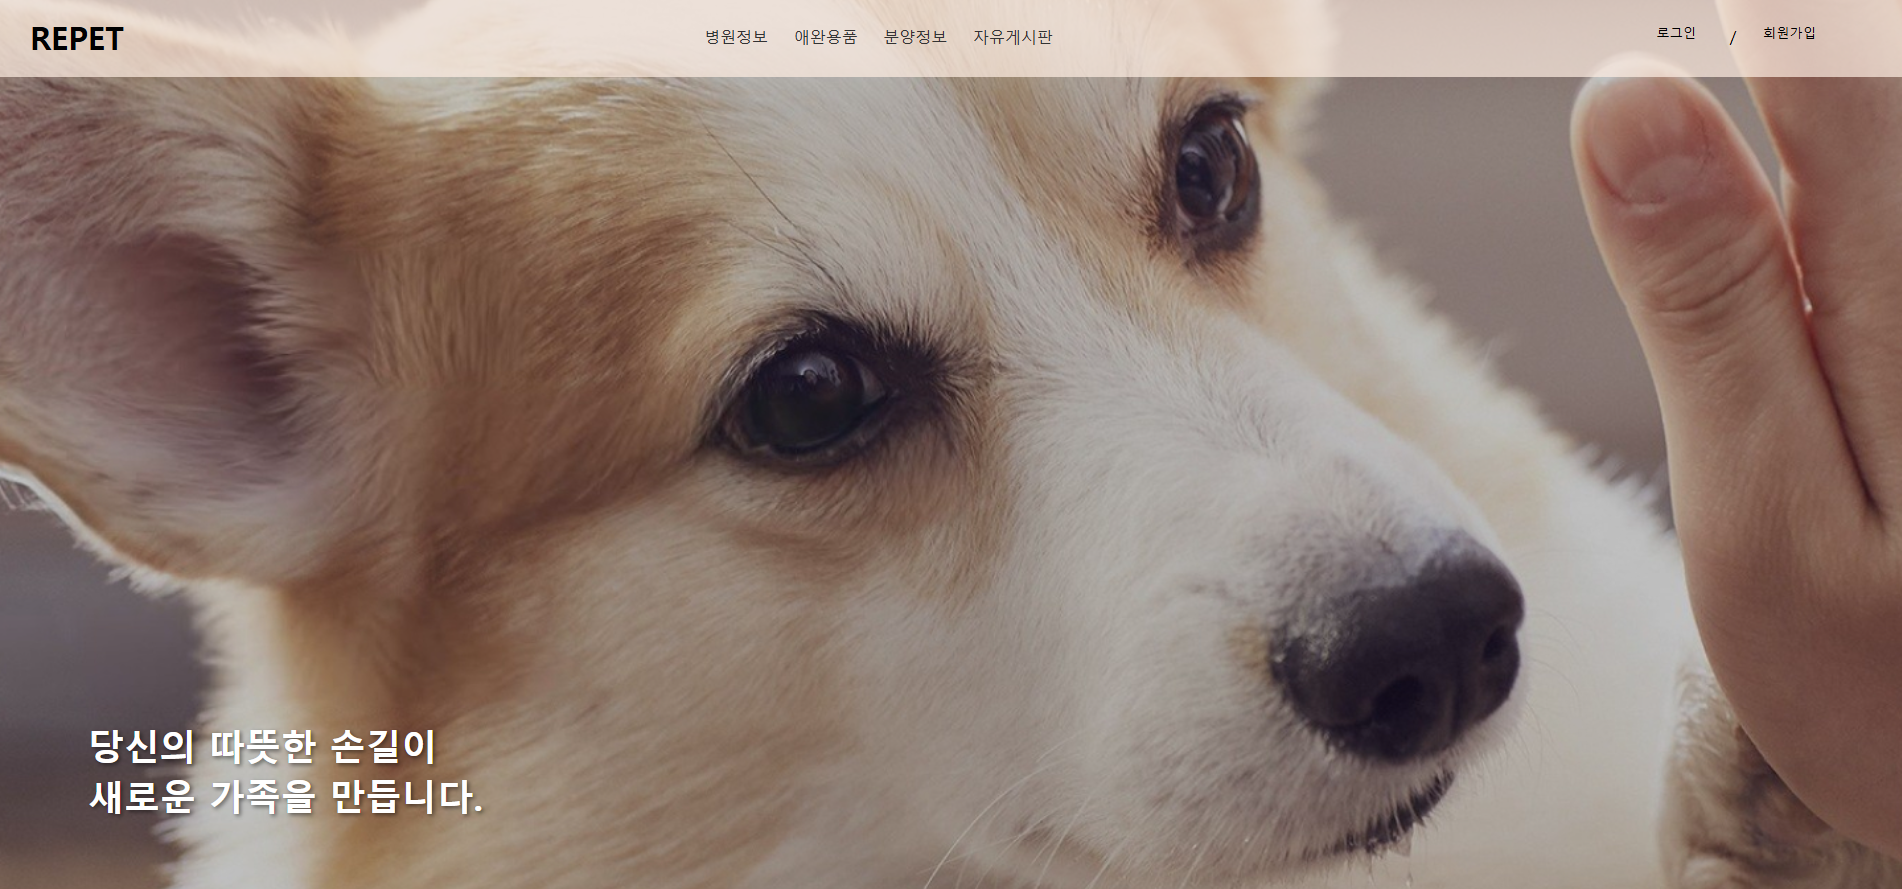 REPET
병원정보 애완용품 분양정보 자유게시판
로그인 / 회원가입
당신의 따뜻한 손길이
새로운 가족을 만듭니다.